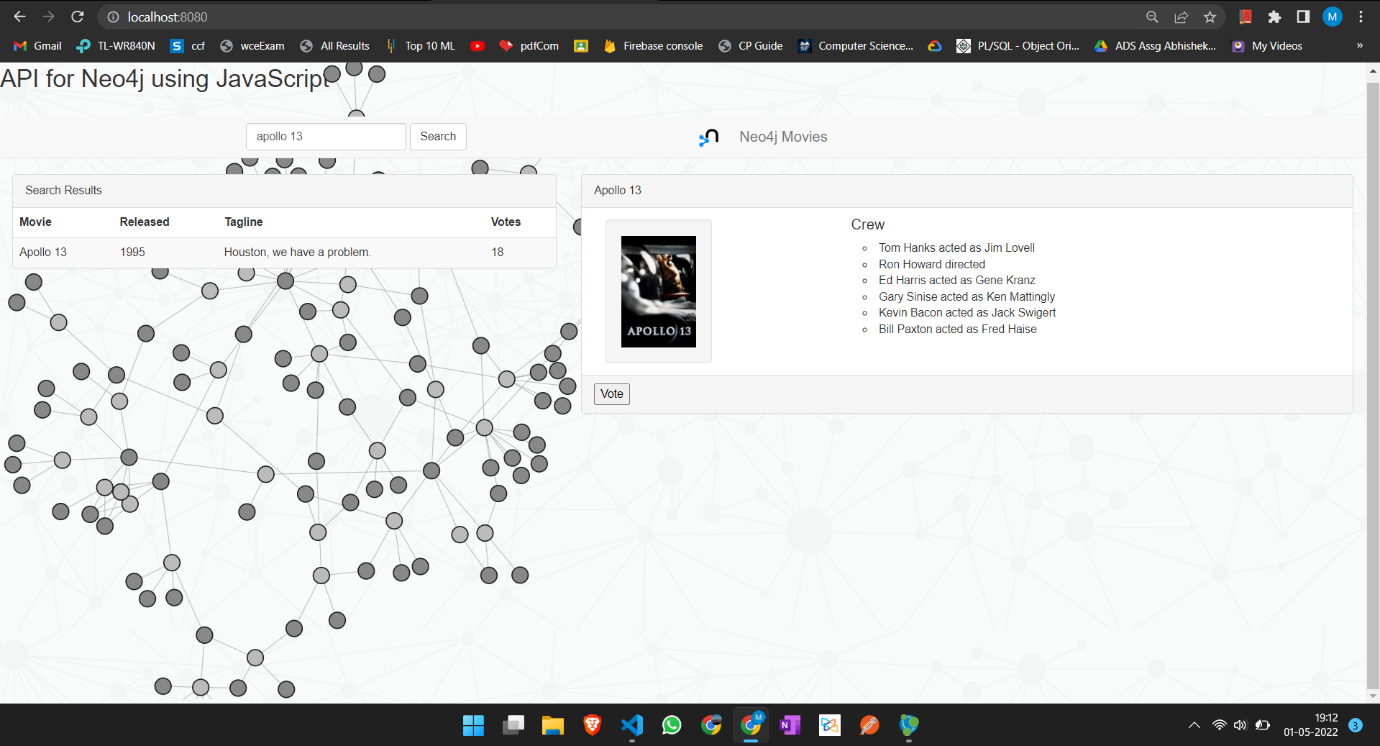 localhost:8080
M
Gmail
TL-WR840N
S ccf
wceExam
All Results
Top 10 ML
pdfCom
Firebase console
CP Guide
Computer Science...
PL/SQL - Object Ori...
ADS Assg Abhishek...
My Videos
»
API for Neo4j using JavaScript
apollo 13
Search
Neo4j Movies
Search Results
Movie Released Tagline Votes
Apollo 13 1995 Houston, we have a problem. 18
Apollo 13
APOLLO 13
Crew
Tom Hanks acted as Jim Lovell
Ron Howard directed
Ed Harris acted as Gene Kranz
Gary Sinise acted as Ken Mattingly
Kevin Bacon acted as Jack Swigert
Bill Paxton acted as Fred Haise
Vote
M
N
19:12
01-05-2022
3